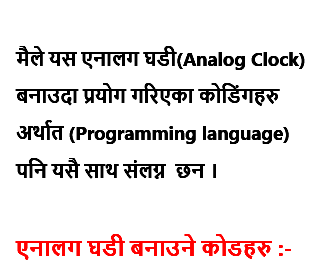 मैले यस एनालग घडी(Analog Clock)
बनाउदा प्रयोग गरिएका कोडिंगहरु
अर्थात (Programming language)
पनि यसै साथ संलग्न छन ।
एनालग घडी बनाउने कोडहरु :-